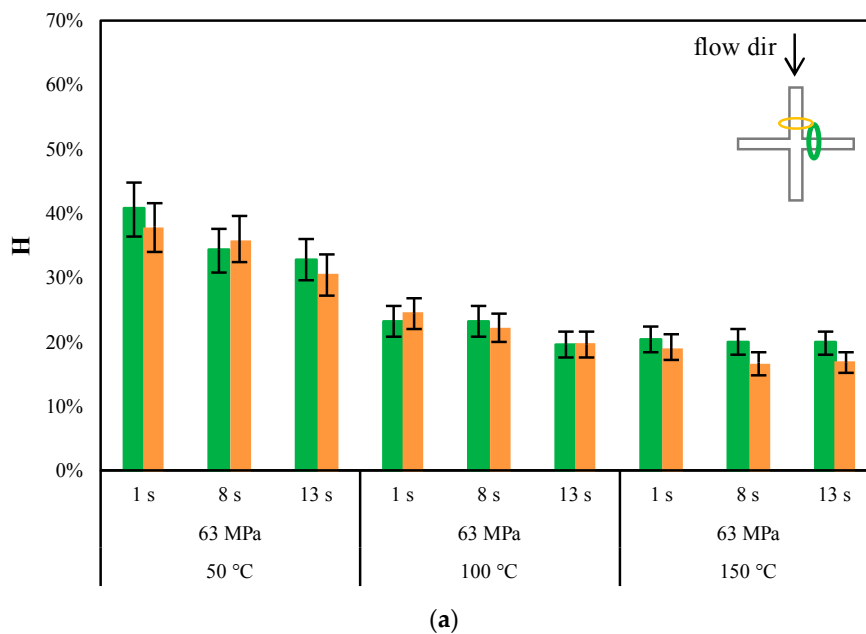 70%
flow dir
60%
50%
40%
H
30%
20%
10%
0%
1 s 8 s 13 s 1 s 8 s 13 s 1 s 8 s 13 s
63 MPa 63 MPa 63 MPa
50 °C 100 °C 150 °C
(a)